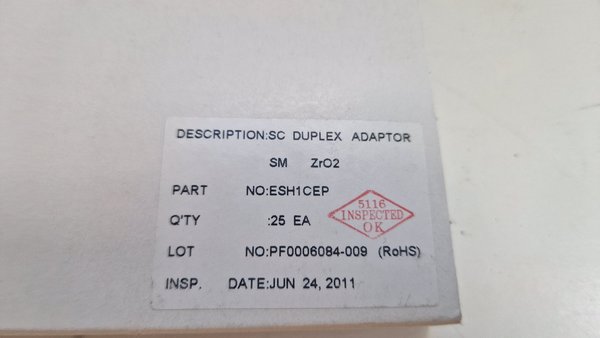 DESCRIPTION:SC DUPLEX ADAPTOR
SM ZrO2
PART NO:ESH1CEP
Q'TY :25 EA
LOT NO:PF0006084-009 (RoHS)
INSP. DATE:JUN 24, 2011
5116
INSPECTED
OK